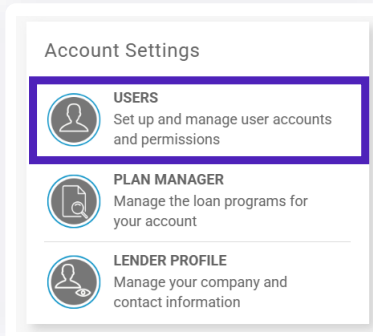 Account Settings
USERS
Set up and manage user accounts
and permissions
PLAN MANAGER
Manage the loan programs for
your account
LENDER PROFILE
Manage your company and
contact information